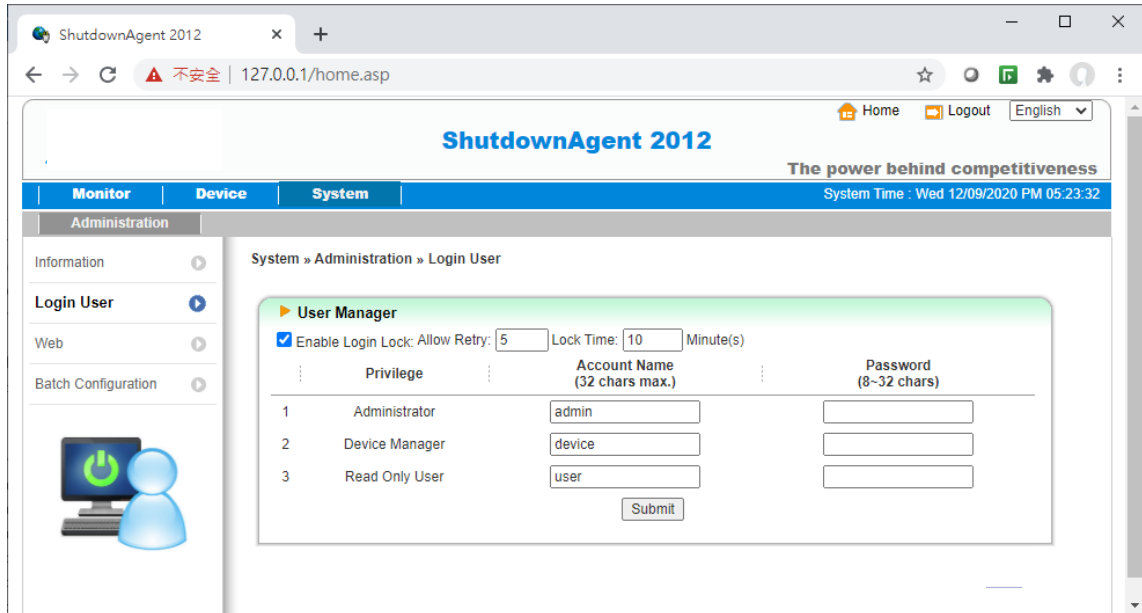 ShutdownAgent 2012
不安全 | 127.0.0.1/home.asp
Home Logout English
ShutdownAgent 2012
The power behind competitiveness
Monitor Device System System Time : Wed 12/09/2020 PM 05:23:32
Administration
Information
Login User
Web
Batch Configuration
System » Administration » Login User
User Manager
Enable Login Lock: Allow Retry: 5 Lock Time: 10 Minute(s)
Privilege Account Name Password
(32 chars max.) (8~32 chars)
1 Administrator admin
2 Device Manager device
3 Read Only User user
Submit